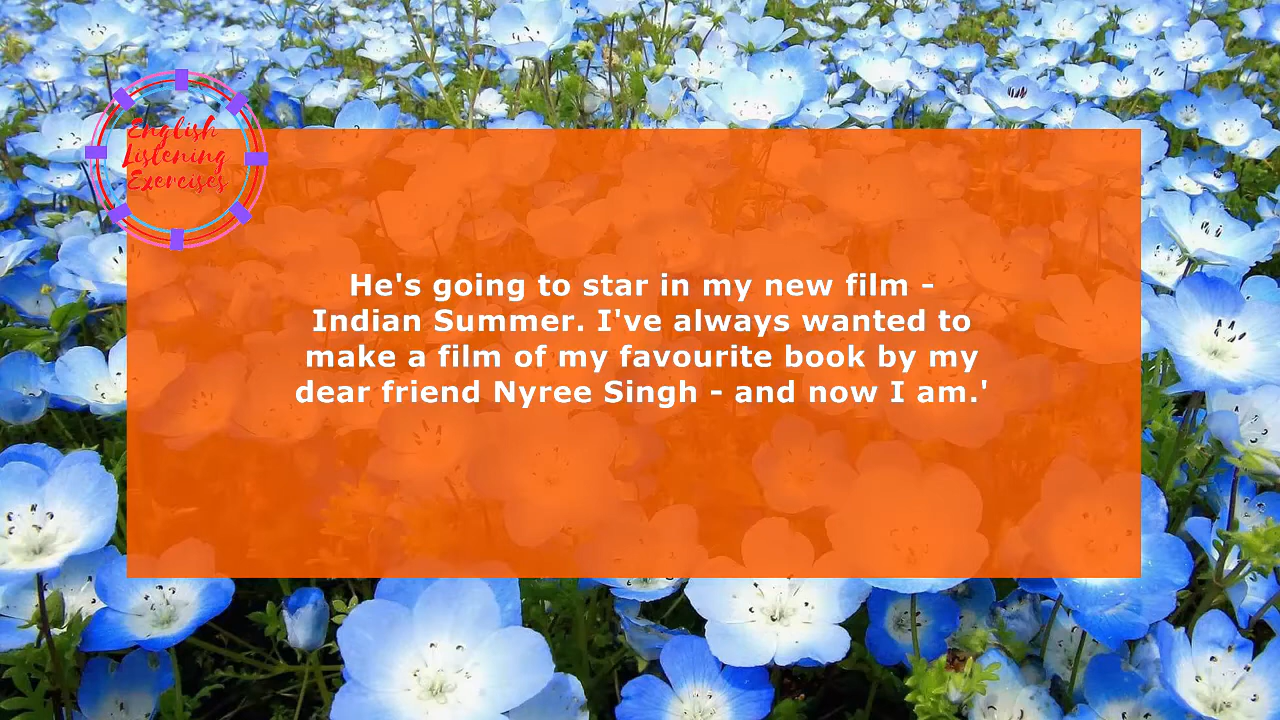 English
Listening
Exercises
He's going to star in my new film -
Indian Summer. I've always wanted to
make a film of my favourite book by my
dear friend Nyree Singh - and now I am.'